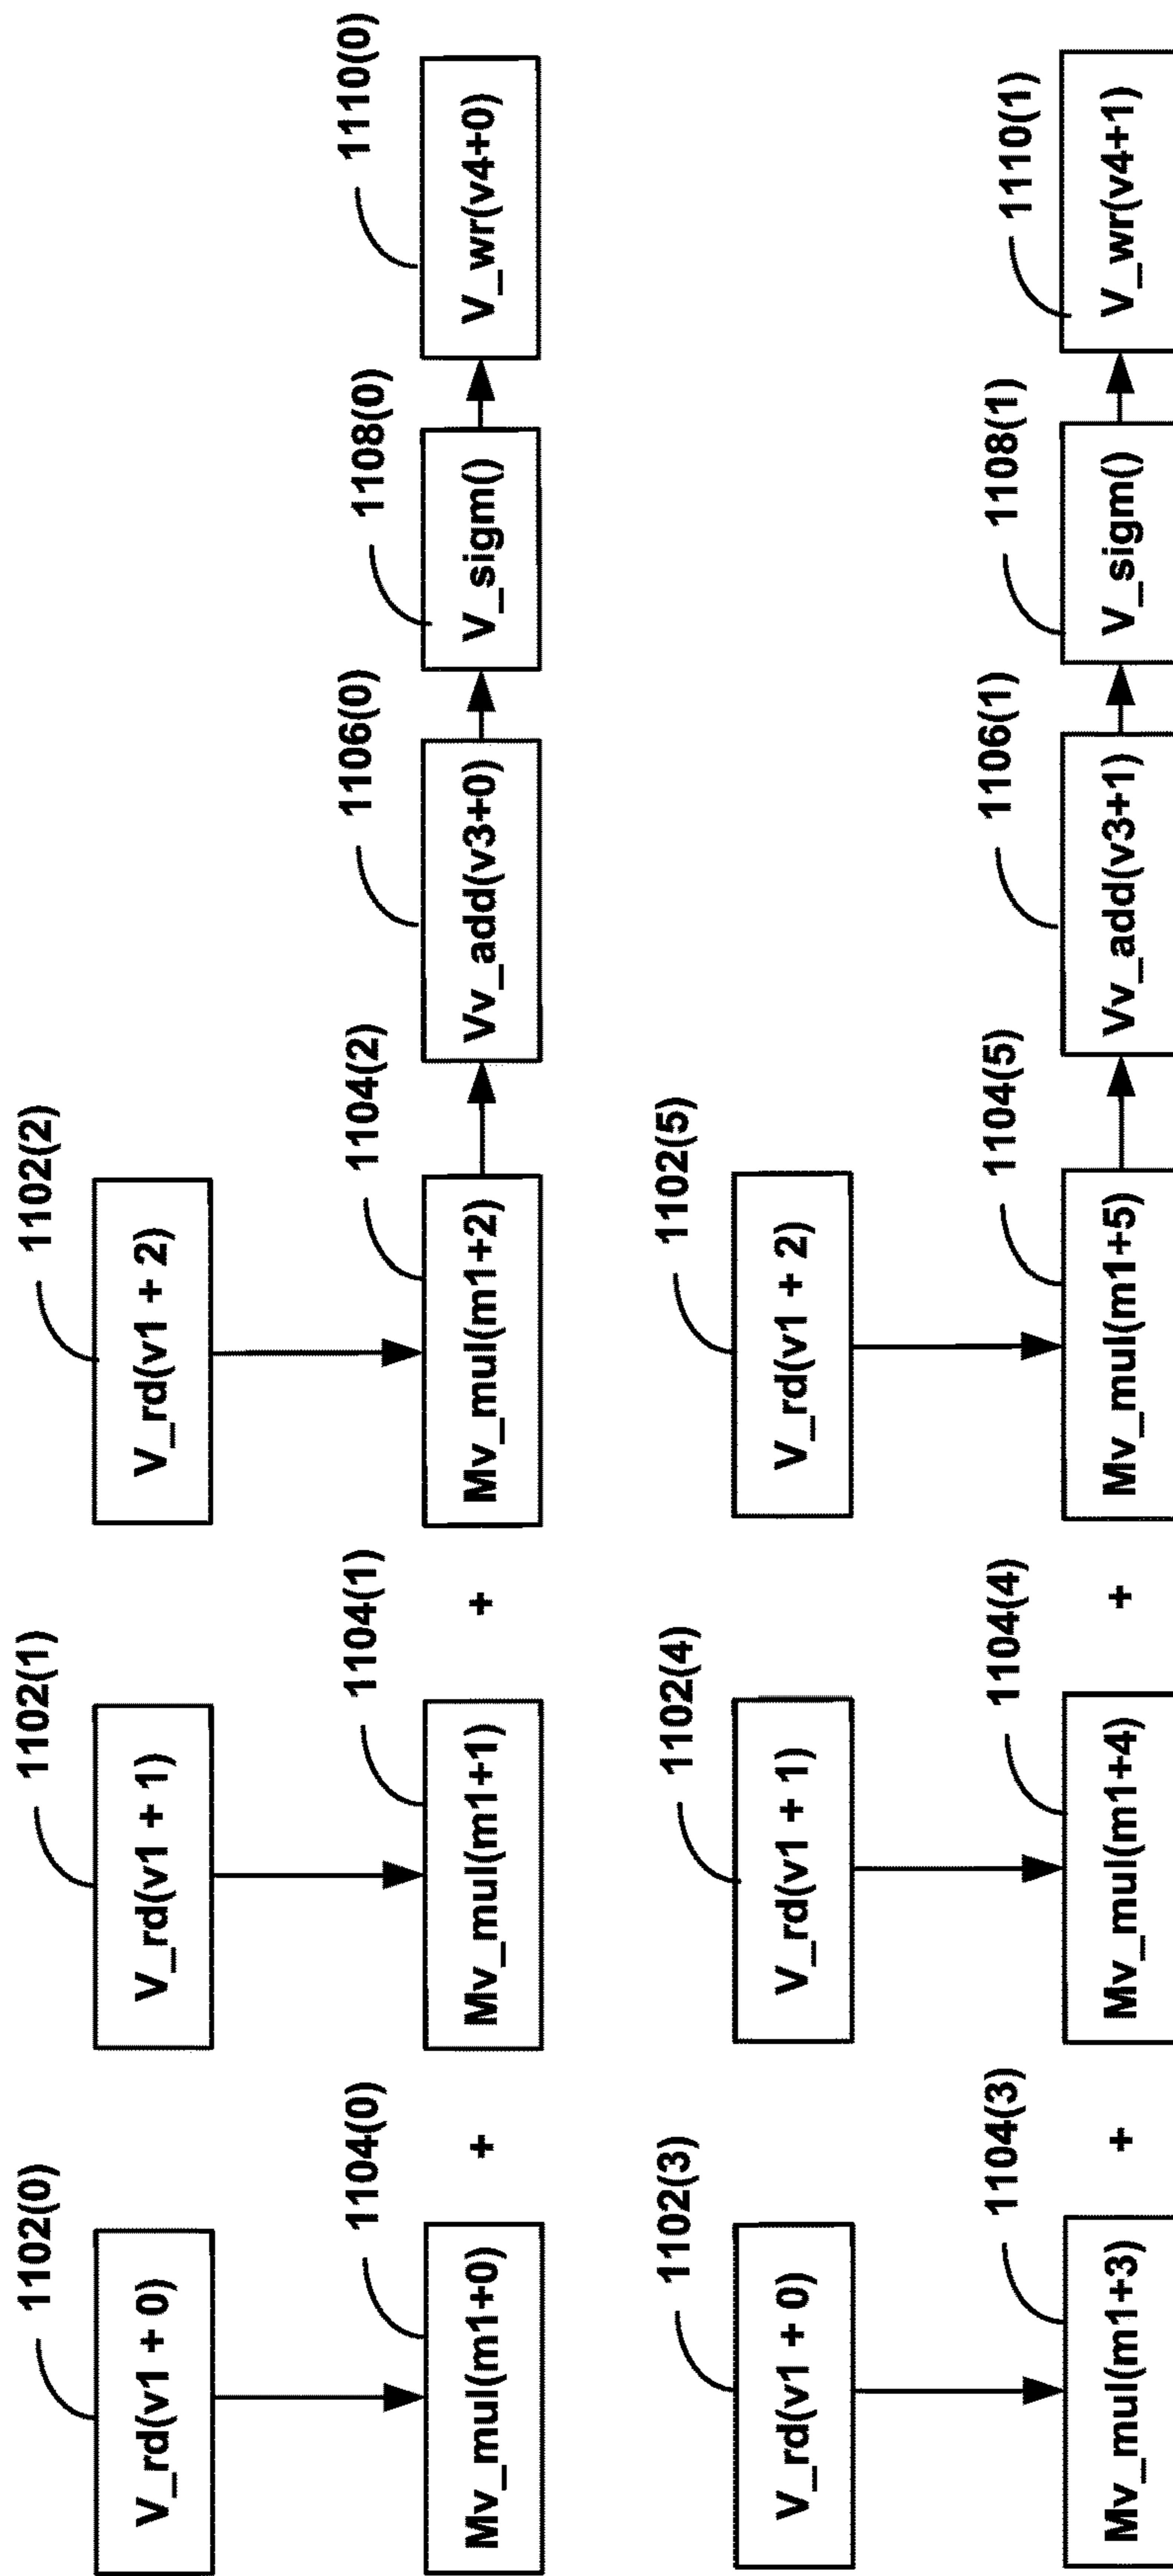 1102(0)
1102(1)
1102(2)
V_rd(v1 + 0)
V_rd(v1 + 1)
V_rd(v1 + 2)
1104(0)
1104(1)
1104(2)
1106(0)
1108(0)
1110(0)
Mv_mul(m1+0) + Mv_mul(m1+1) + Mv_mul(m1+2) Vv_add(v3+0) V_sigm() V_wr(v4+0)
1102(3)
1102(4)
1102(5)
V_rd(v1 + 0)
V_rd(v1 + 1)
V_rd(v1 + 2)
1104(3)
1104(4)
1104(5)
1106(1)
1108(1)
1110(1)
Mv_mul(m1+3) + Mv_mul(m1+4) + Mv_mul(m1+5) Vv_add(v3+1) V_sigm() V_wr(v4+1)